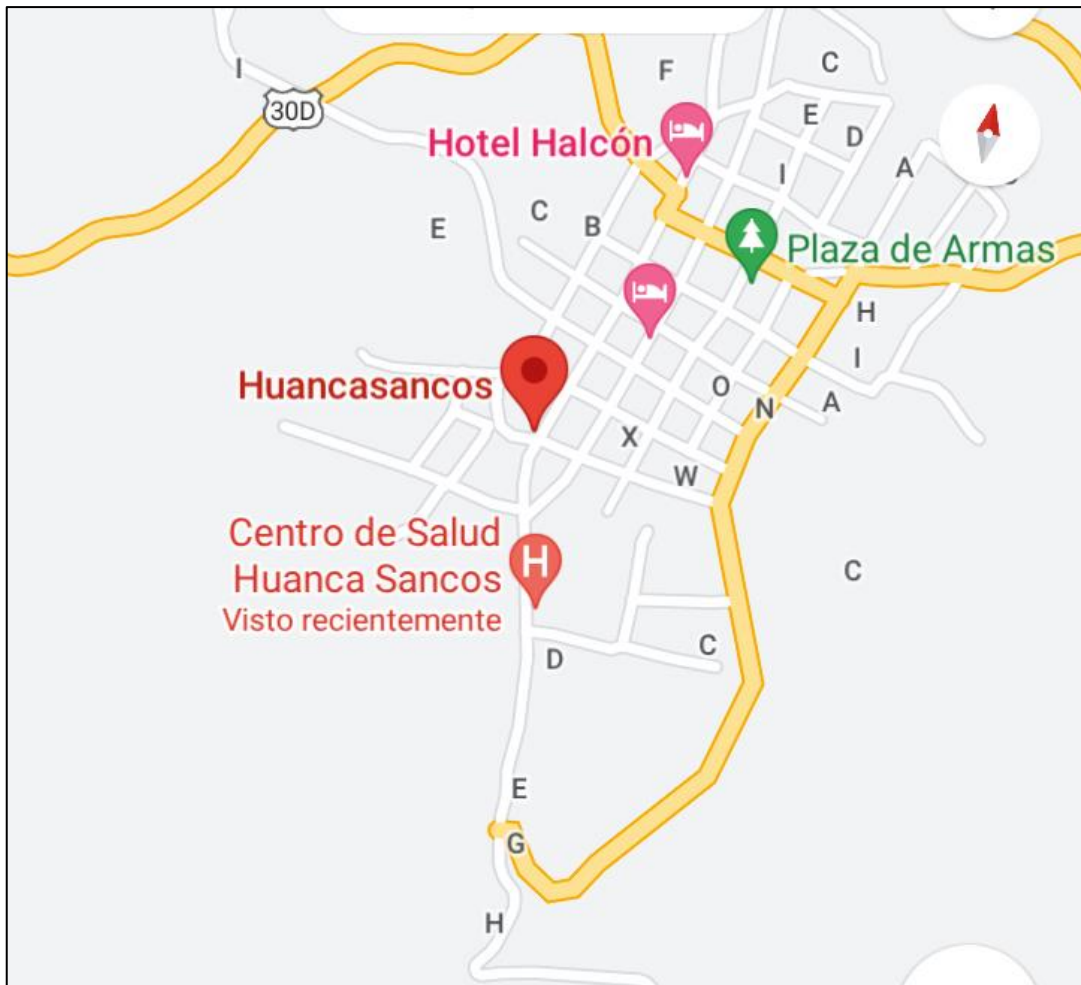 C
F
I
30D
E
Hotel Halcón
D
A
I
C
B
E
Plaza de Armas
H
I
Huancasancos
O
N
A
X
W
Centro de Salud
Huanca Sancos
Visto recientemente
H
C
D
C
E
G
H